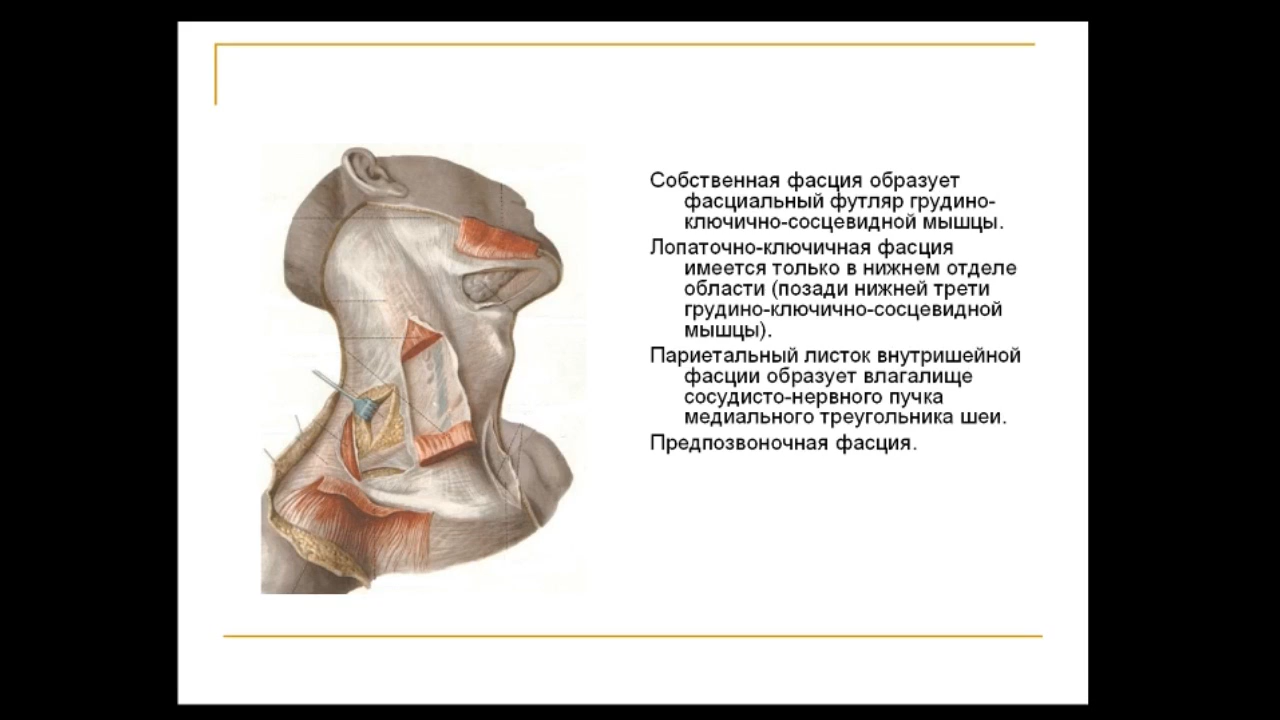 Собственная фасция образует
фасциальный футляр грудино-
ключично-сосцевидной мышцы.
Лопаточно-ключичная фасция
имеется только в нижнем отделе
области (позади нижней трети
грудино-ключично-сосцевидной
мышцы).
Париетальный листок внутришейной
фасции образует влагалище
сосудисто-нервного пучка
медиального треугольника шеи.
Предпозвоночная фасция.